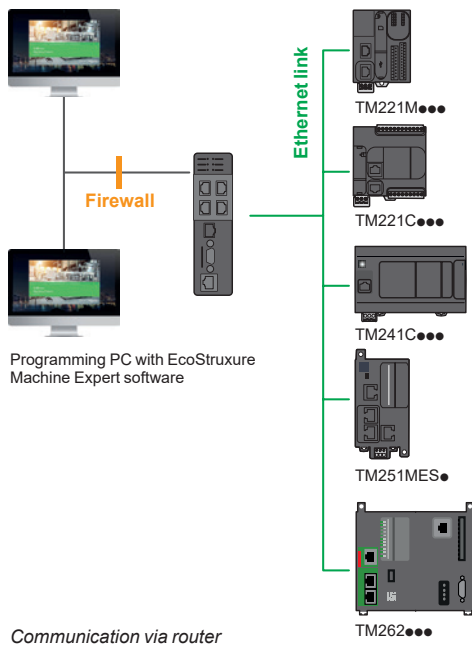 Ethernet link
TM221M●●●
TM221C●●●
Firewall
TM241C●●●
Programming PC with EcoStruxure
Machine Expert software
TM251MES●
TM262●●●
Communication via router